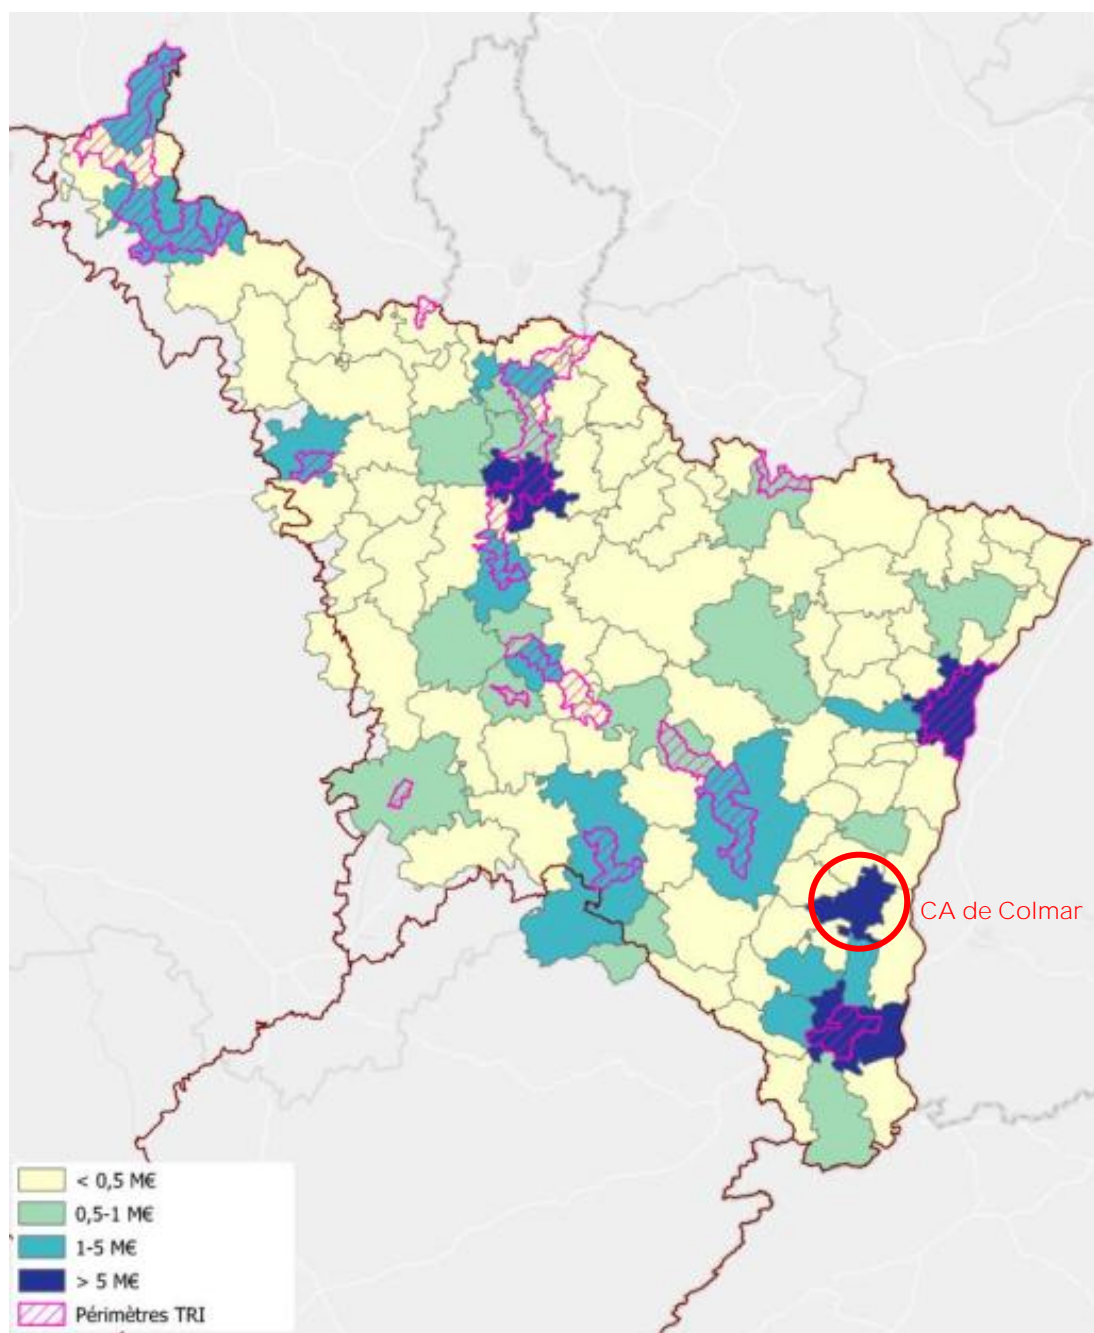 CA de Colmar
< 0,5 M€
0,5-1 M€
1-5 M€
> 5 M€
Périmètres TRI